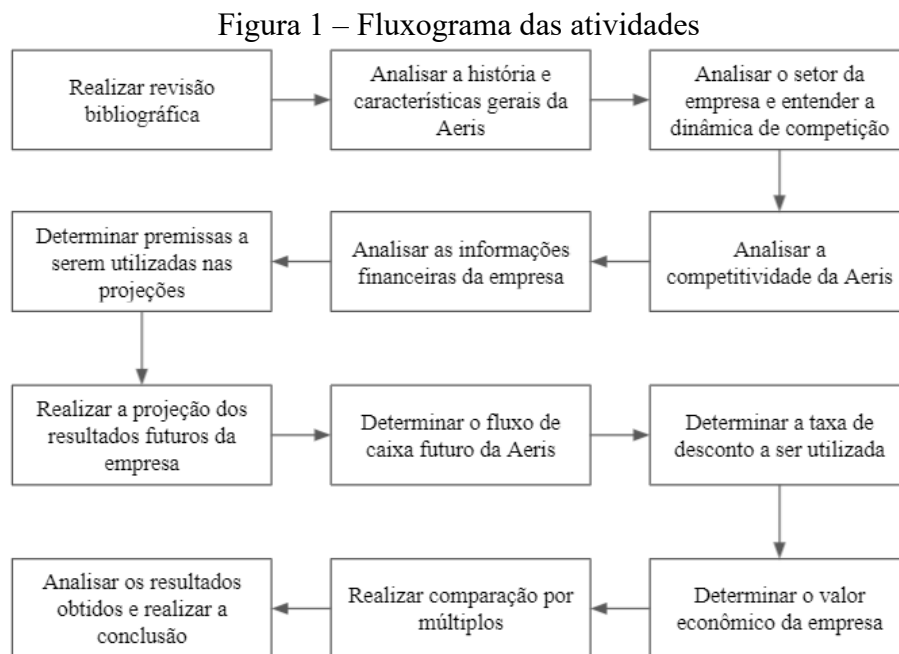 Figura 1 – Fluxograma das atividades
Realizar revisão
bibliográfica
Analisar a história e
características gerais da
Aeris
Analisar o setor da
empresa e entender a
dinâmica de competição
Analisar a
competitividade da Aeris
Analisar as informações
financeiras da empresa
Determinar premissas a
serem utilizadas nas
projeções
Realizar a projeção dos
resultados futuros da
empresa
Determinar o fluxo de
caixa futuro da Aeris
Determinar a taxa de
desconto a ser utilizada
Determinar o valor
econômico da empresa
Realizar comparação por
múltiplos
Analisar os resultados
obtidos e realizar a
conclusão